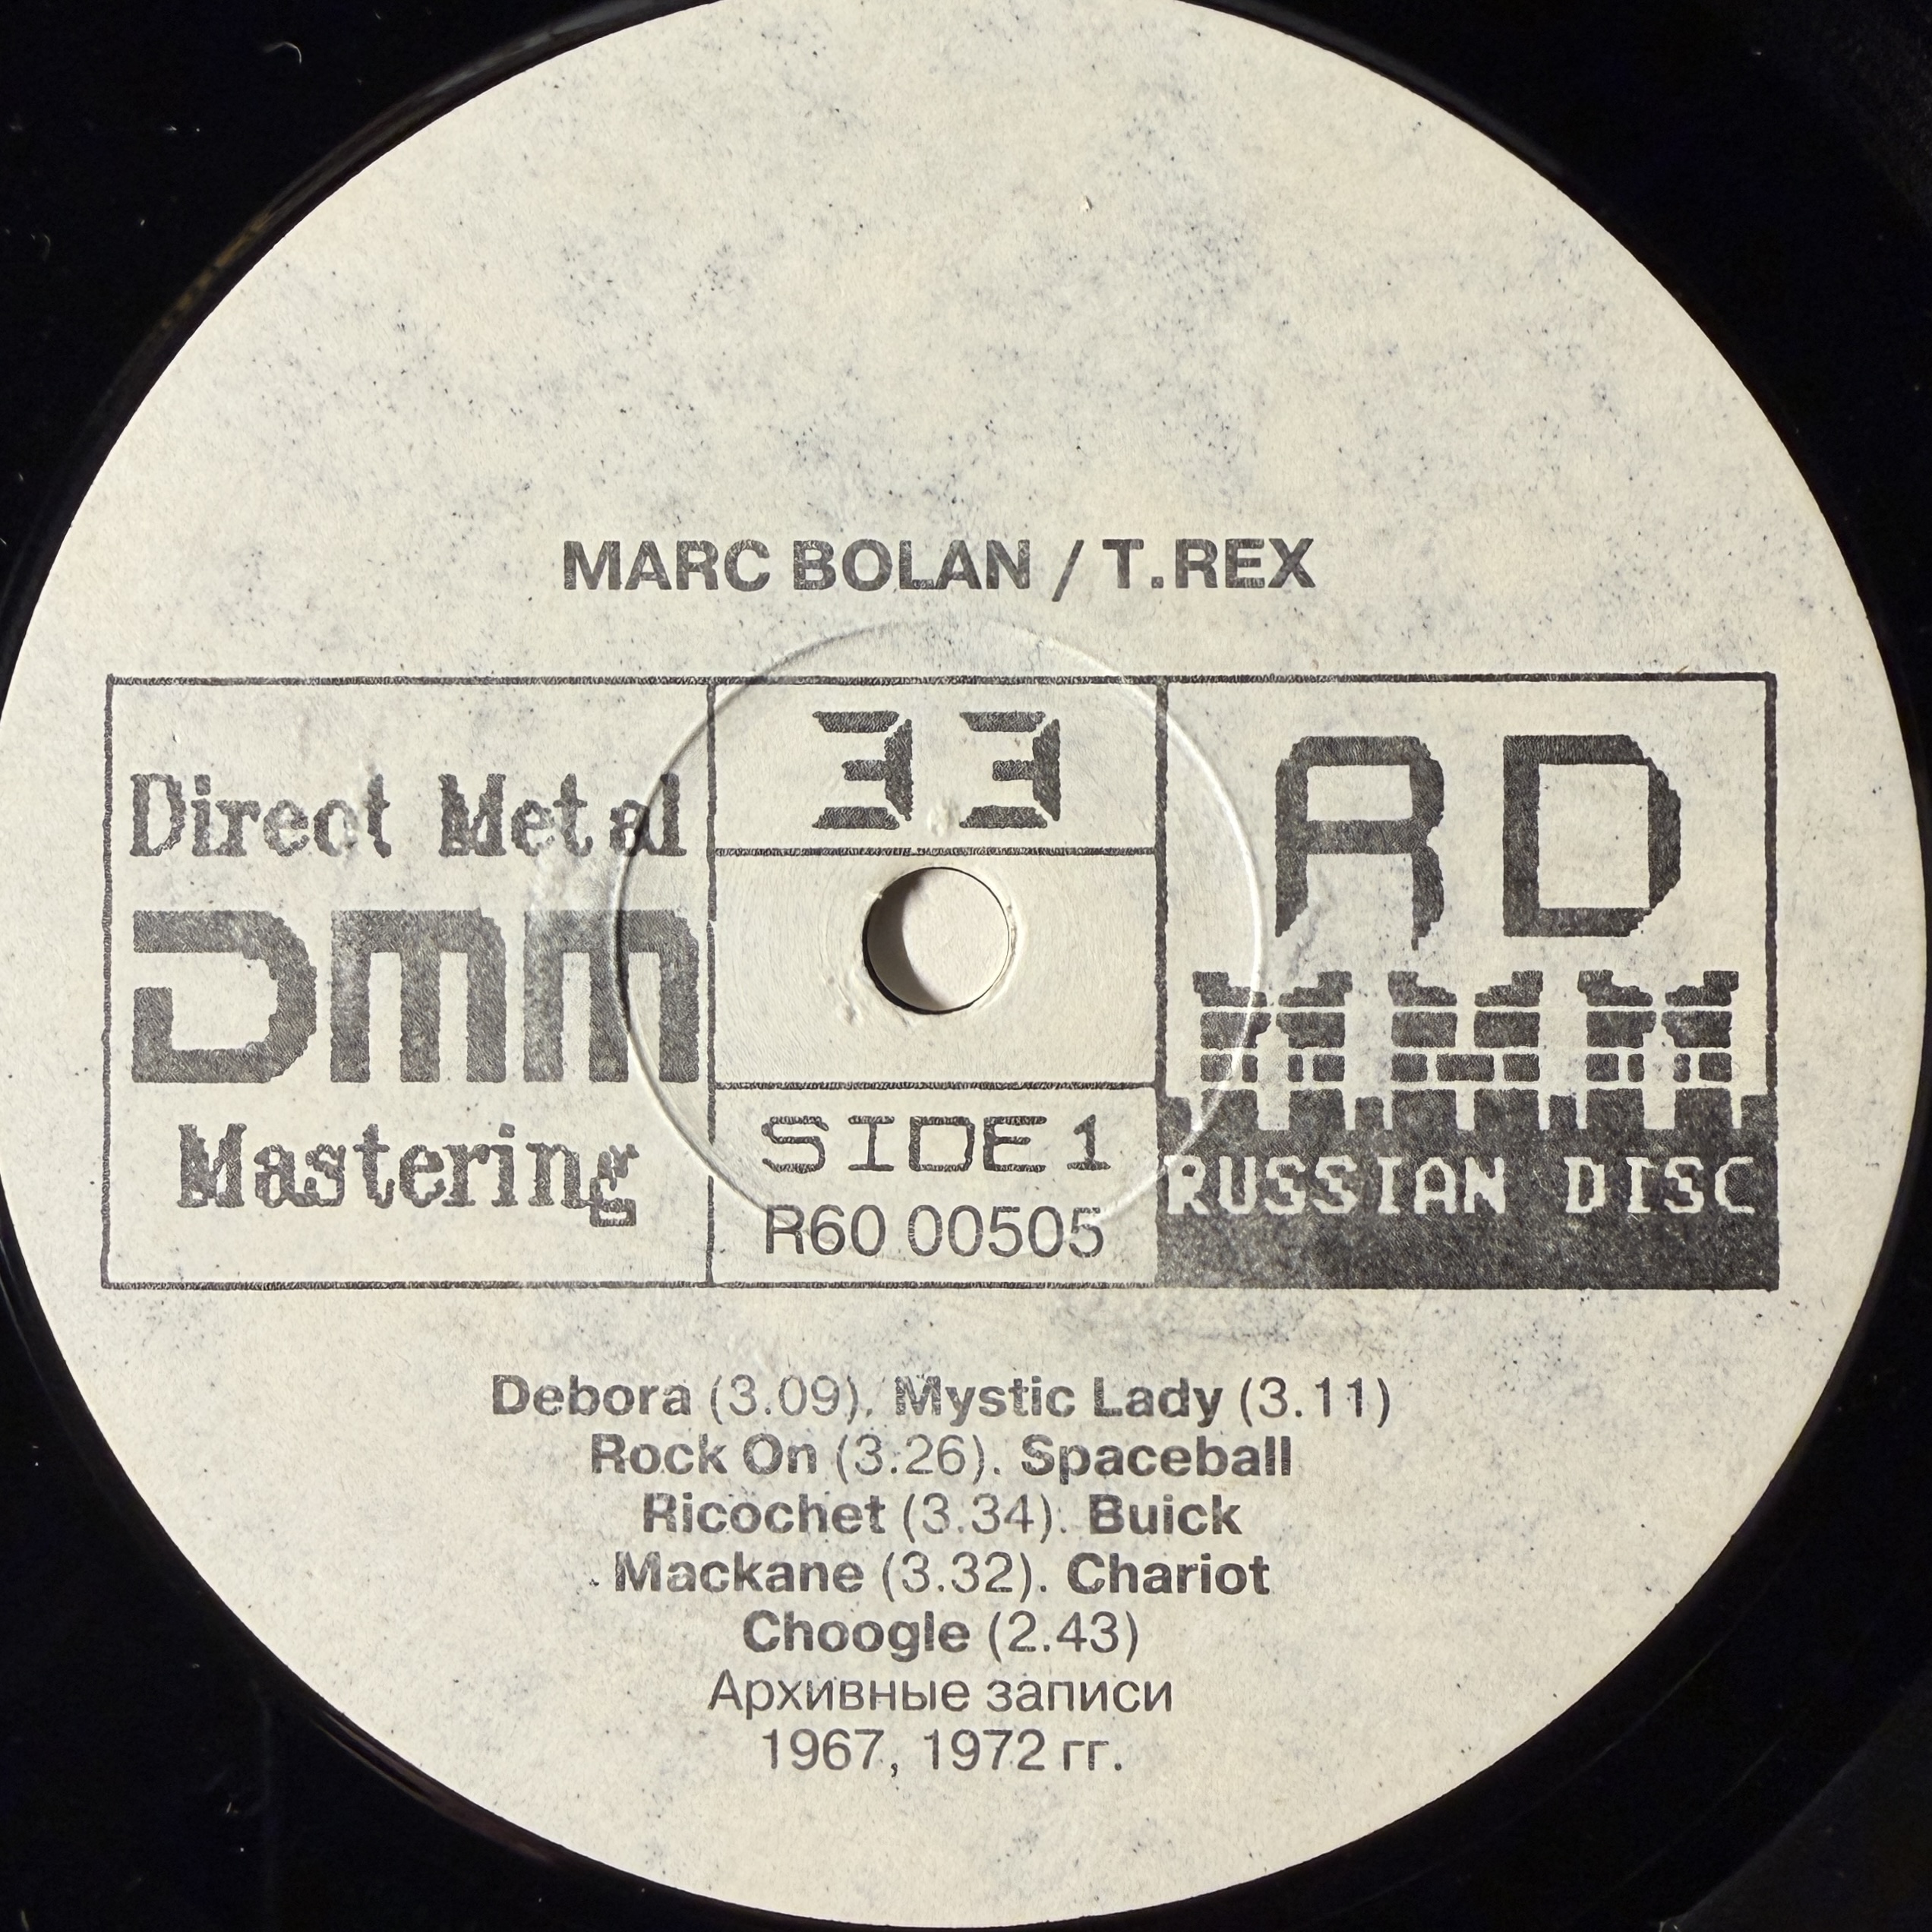 MARC BOLAN / T.REX
Direct Metal
DMM
Mastering
33
SIDE 1
R60 00505
RD
RUSSIAN DISC
Debora (3.09). Mystic Lady (3.11)
Rock On (3.26). Spaceball
Ricochet (3.34). Buick
Mackane (3.32). Chariot
Choogle (2.43)
Архивные записи
1967, 1972 гг.